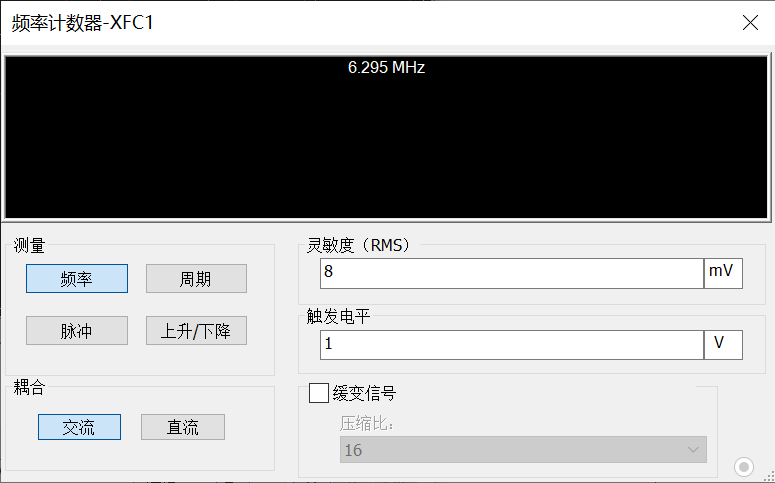 频率计数器-XFC1
6.295 MHz
测量
频率
周期
脉冲
上升/下降
耦合
交流
直流
灵敏度（RMS）
8
mV
触发电平
1
V
缓变信号
压缩比：
16